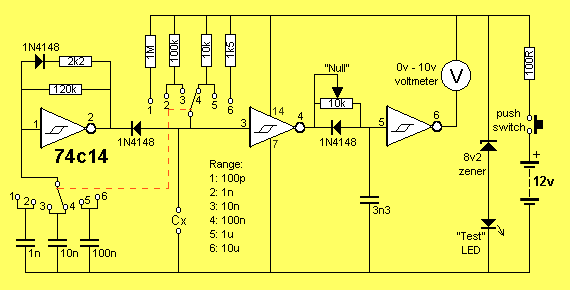 1N4148
2k2
120k
1
2
74c14
1N4148
1M
100k
10k
1k5
1
2
3
4
5
6
3
14
4
7
"Null"
10k
1N4148
5
6
0v - 10v
voltmeter
V
100R
push
switch
8v2
zener
+
12v
"Test"
LED
3n3
Cx
Range:
1: 100p
2: 1n
3: 10n
4: 100n
5: 1u
6: 10u
1
2
3
4
5
6
1n
10n
100n